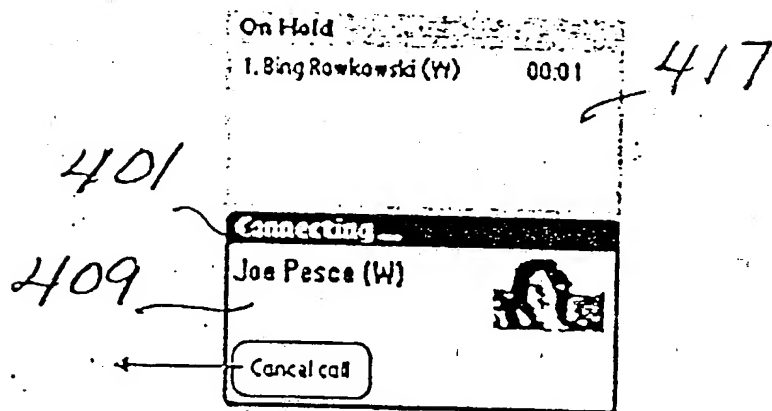 On Hold
1. Bing Rowkowski (W) 00:01
417
401
Connecting...
Joe Pesce (W)
409
Cancel call